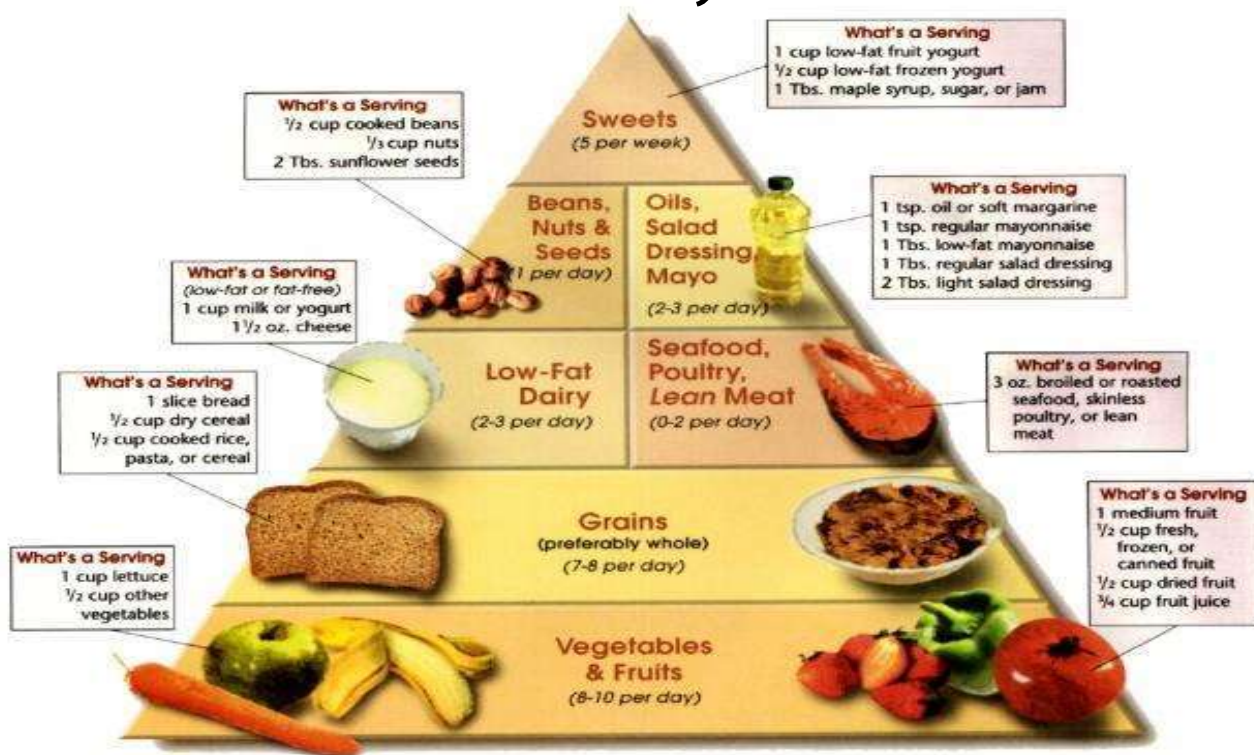 What's a Serving
1 cup low-fat fruit yogurt
½ cup low-fat frozen yogurt
1 Tbs. maple syrup, sugar, or jam
Sweets
(5 per week)
What's a Serving
½ cup cooked beans
⅓ cup nuts
2 Tbs. sunflower seeds
Beans,
Nuts &
Seeds
(1 per day)
Oils,
Salad
Dressing,
Mayo
(2-3 per day)
What's a Serving
1 tsp. oil or soft margarine
1 tsp. regular mayonnaise
1 Tbs. low-fat mayonnaise
1 Tbs. regular salad dressing
2 Tbs. light salad dressing
What's a Serving
(low-fat or fat-free)
1 cup milk or yogurt
1½ oz. cheese
Low-Fat
Dairy
(2-3 per day)
Seafood,
Poultry,
Lean Meat
(0-2 per day)
What's a Serving
3 oz. broiled or roasted
seafood, skinless
poultry, or lean
meat
What's a Serving
1 slice bread
½ cup dry cereal
½ cup cooked rice,
pasta, or cereal
Grains
(preferably whole)
(7-8 per day)
What's a Serving
1 medium fruit
½ cup fresh,
frozen, or
canned fruit
½ cup dried fruit
¾ cup fruit juice
What's a Serving
1 cup lettuce
½ cup other
vegetables
Vegetables
& Fruits
(8-10 per day)